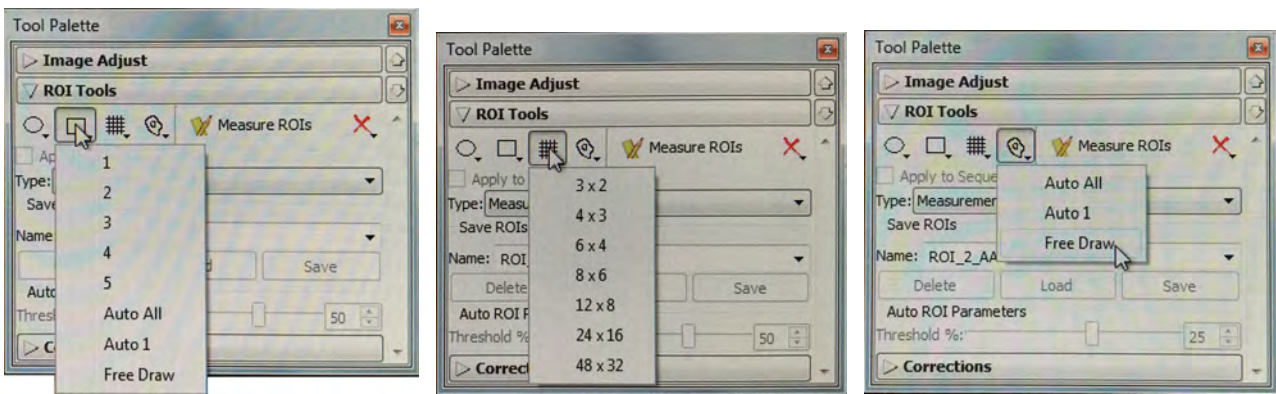 Tool Palette
Image Adjust
ROI Tools
Measure ROIs
Type:
Save
Name:
Save
50
1
2
3
4
5
Auto All
Auto 1
Free Draw
Tool Palette
Image Adjust
ROI Tools
Measure ROIs
Apply to
Type: Measu
Save ROIs
Name: ROI_
Delete Save
Auto ROI P
Threshold % 50
Correct
3 x 2
4 x 3
6 x 4
8 x 6
12 x 8
24 x 16
48 x 32
Tool Palette
Image Adjust
ROI Tools
Measure ROIs
Apply to Seque
Type: Measuremen
Save ROIs
Name: ROI_2_AA
Delete Load Save
Auto ROI Parameters
Threshold %: 25
Corrections
Auto All
Auto 1
Free Draw